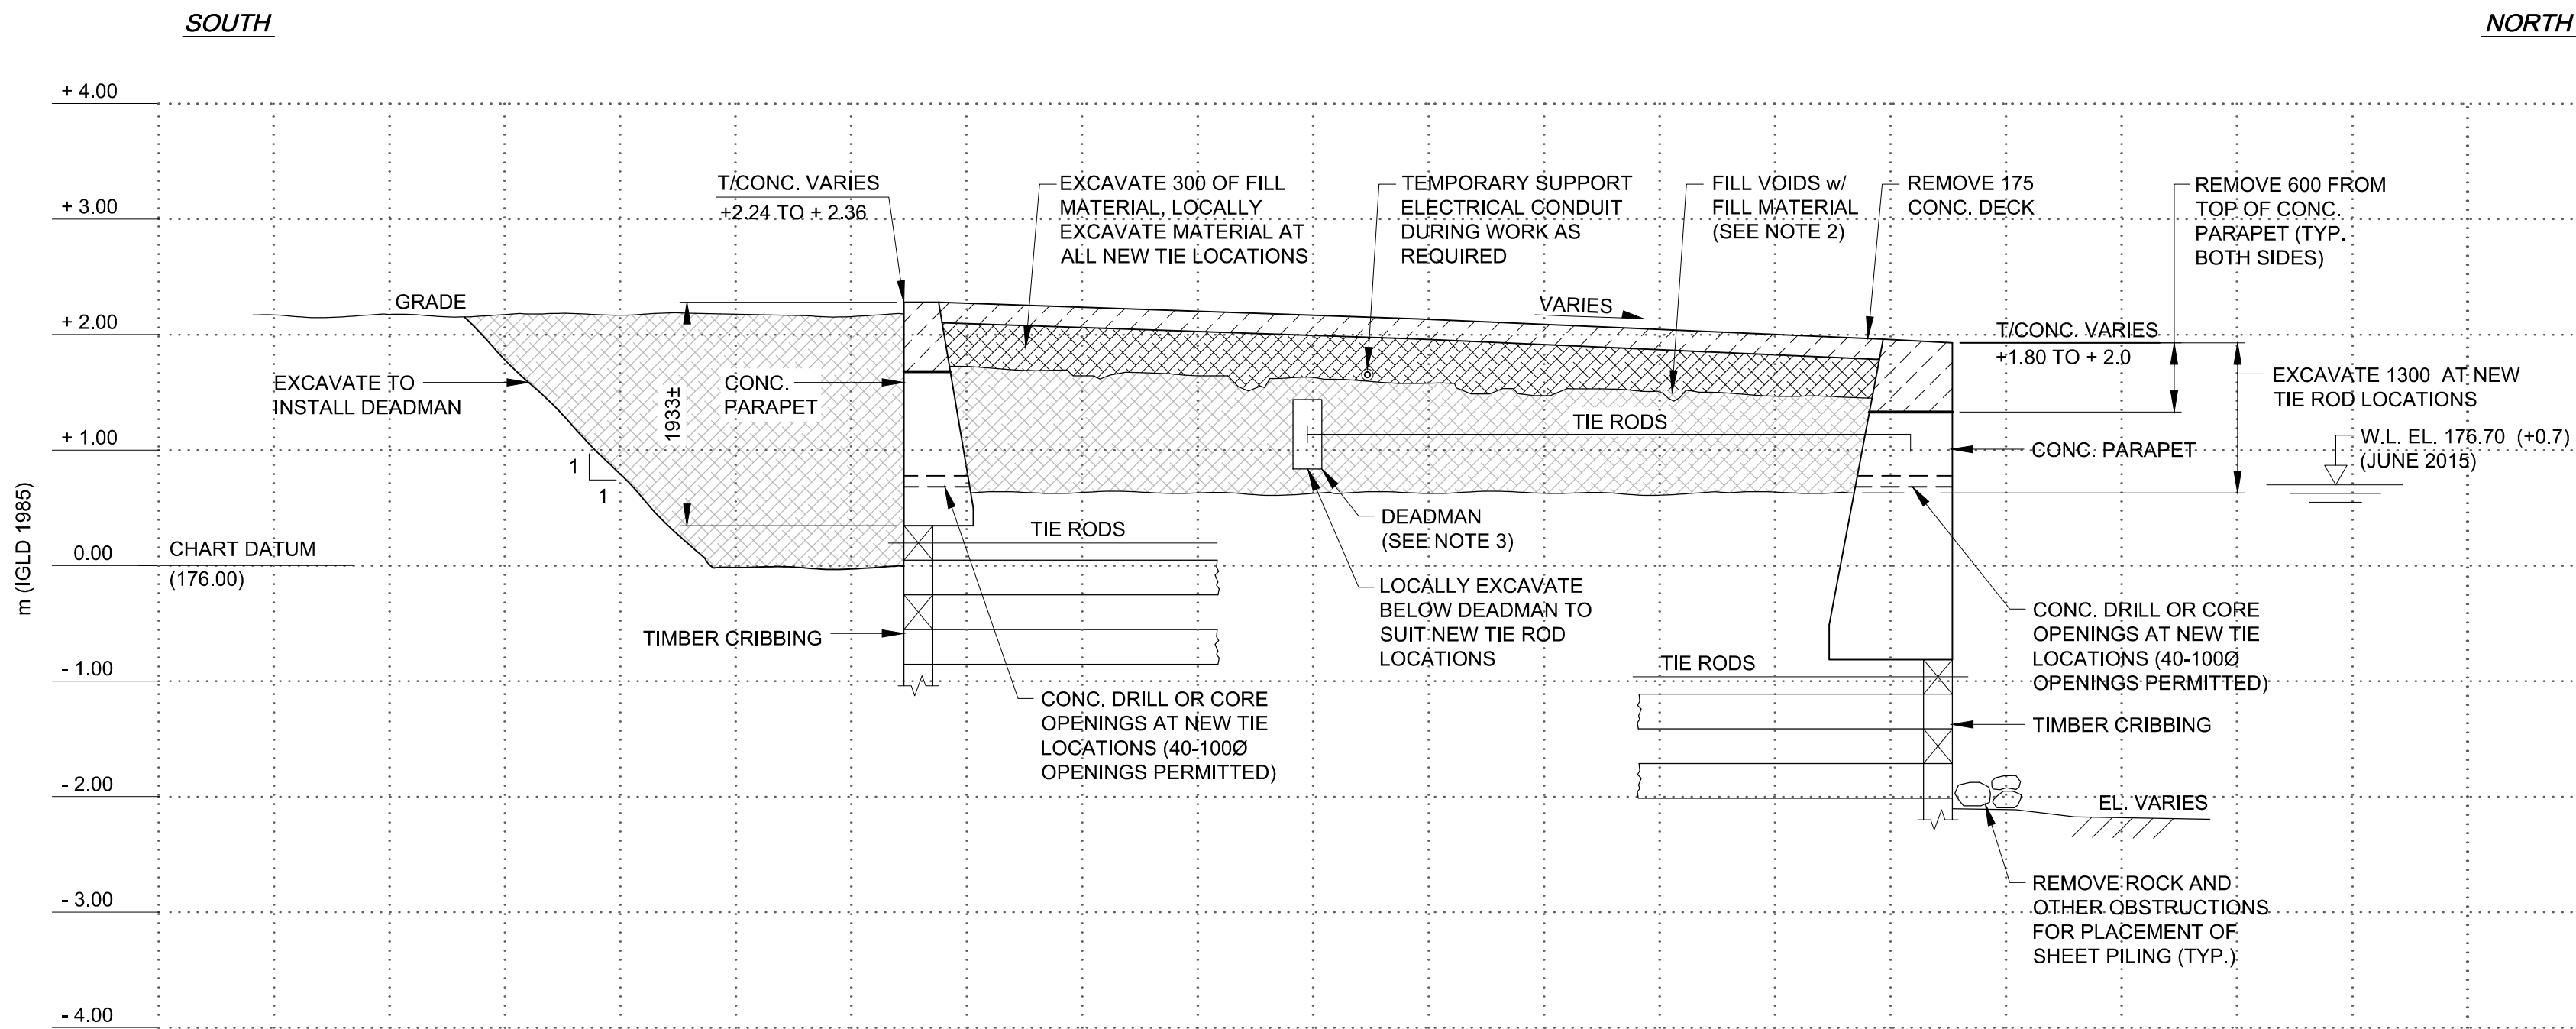 SOUTH
NORTH
+ 4.00
+ 3.00
+ 2.00
+ 1.00
0.00
- 1.00
- 2.00
- 3.00
- 4.00
m (IGLD 1985)
CHART DATUM
(176.00)
GRADE
EXCAVATE TO
INSTALL DEADMAN
1
1
T/CONC. VARIES
+2.24 TO + 2.36
1933±
CONC.
PARAPET
TIMBER CRIBBING
EXCAVATE 300 OF FILL
MATERIAL, LOCALLY
EXCAVATE MATERIAL AT
ALL NEW TIE LOCATIONS
TEMPORARY SUPPORT
ELECTRICAL CONDUIT
DURING WORK AS
REQUIRED
FILL VOIDS w/
FILL MATERIAL
(SEE NOTE 2)
REMOVE 175
CONC. DECK
REMOVE 600 FROM
TOP OF CONC.
PARAPET (TYP.
BOTH SIDES)
VARIES
T/CONC. VARIES
+1.80 TO + 2.0
EXCAVATE 1300 AT NEW
TIE ROD LOCATIONS
TIE RODS
CONC. PARAPET
W.L. EL. 176.70 (+0.7)
(JUNE 2015)
TIE RODS
DEADMAN
(SEE NOTE 3)
LOCALLY EXCAVATE
BELOW DEADMAN TO
SUIT NEW TIE ROD
LOCATIONS
CONC. DRILL OR CORE
OPENINGS AT NEW TIE
LOCATIONS (40-100Ø
OPENINGS PERMITTED)
CONC. DRILL OR CORE
OPENINGS AT NEW TIE
LOCATIONS (40-100Ø
OPENINGS PERMITTED)
TIE RODS
TIMBER CRIBBING
EL. VARIES
REMOVE ROCK AND
OTHER OBSTRUCTIONS
FOR PLACEMENT OF
SHEET PILING (TYP.)